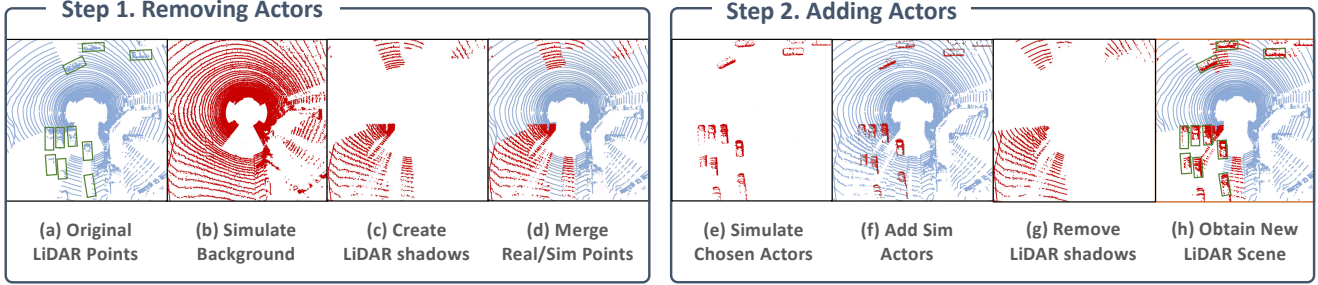 Step 1. Removing Actors
(a) Original
LiDAR Points
(b) Simulate
Background
(c) Create
LiDAR shadows
(d) Merge
Real/Sim Points
Step 2. Adding Actors
(e) Simulate
Chosen Actors
(f) Add Sim
Actors
(g) Remove
LiDAR shadows
(h) Obtain New
LiDAR Scene